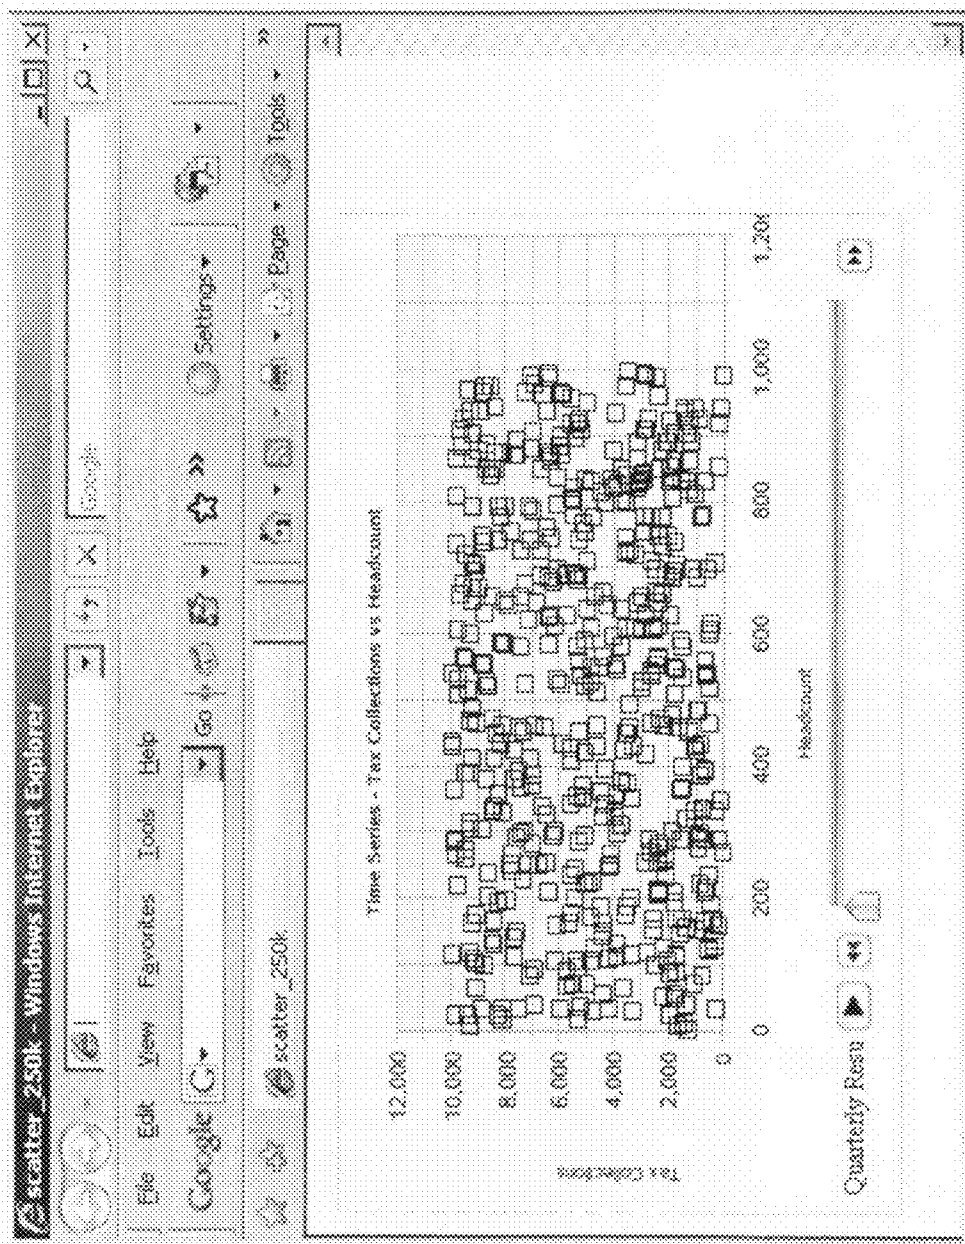 scatter_250k - Windows Internet Explorer
Google
File Edit View Favorites Tools Help
Google G Go Settings
scatter_250k Page Tools
Time Series - Tax Collections vs Headcount
12,000
10,000
8,000
6,000
4,000
2,000
0
Tax Collections
0 200 400 600 800 1,000 1,20
Headcount
Quarterly Resu